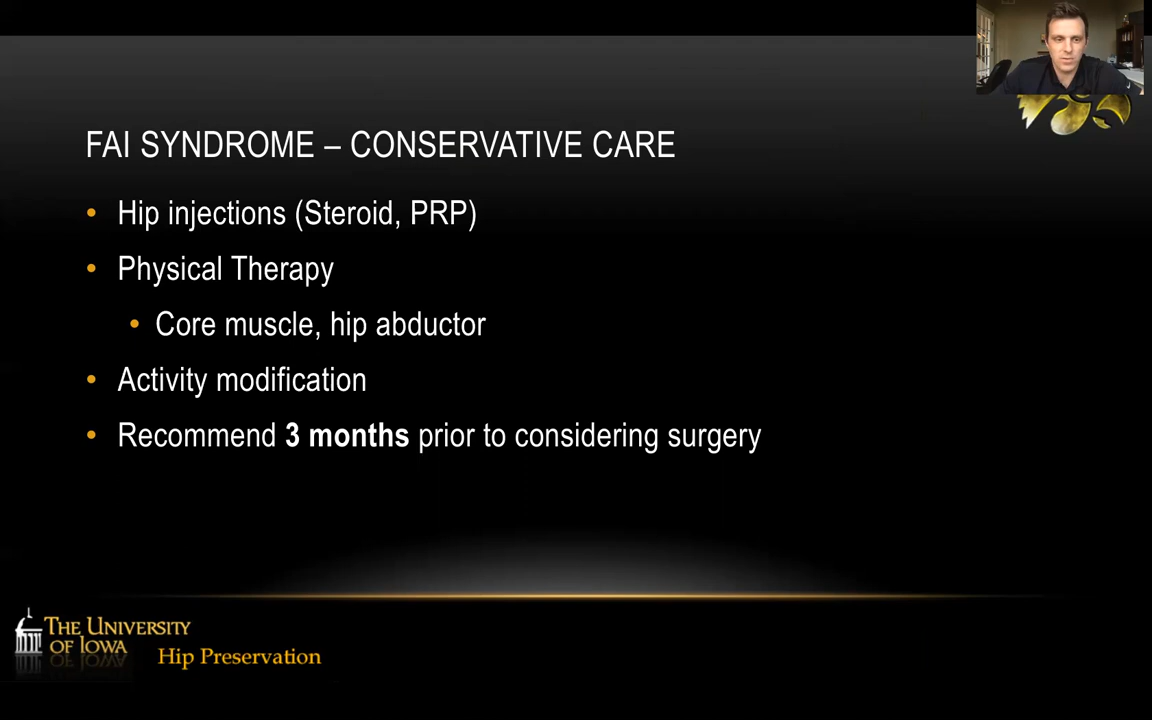 FAI SYNDROME – CONSERVATIVE CARE
• Hip injections (Steroid, PRP)
• Physical Therapy
• Core muscle, hip abductor
• Activity modification
• Recommend 3 months prior to considering surgery
THE UNIVERSITY
OF IOWA
Hip Preservation